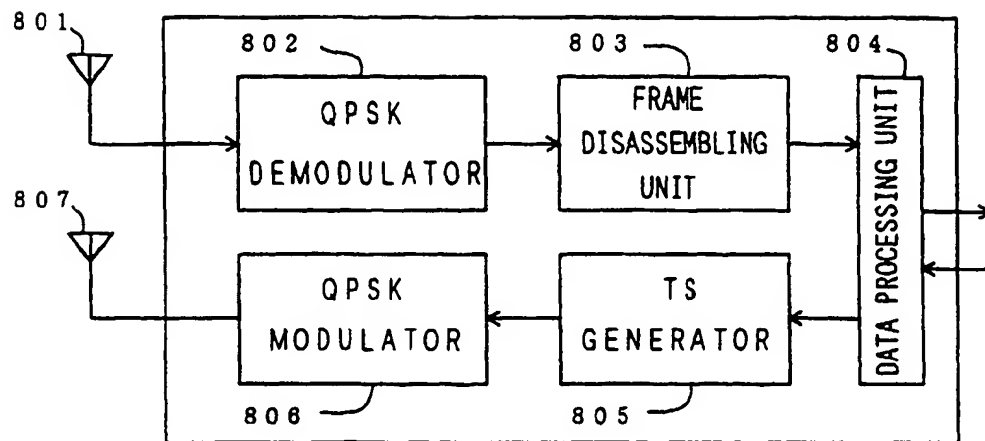 801
802
803
804
QPSK
DEMODULATOR
FRAME
DISASSEMBLING
UNIT
DATA PROCESSING UNIT
807
QPSK
MODULATOR
TS
GENERATOR
806
805